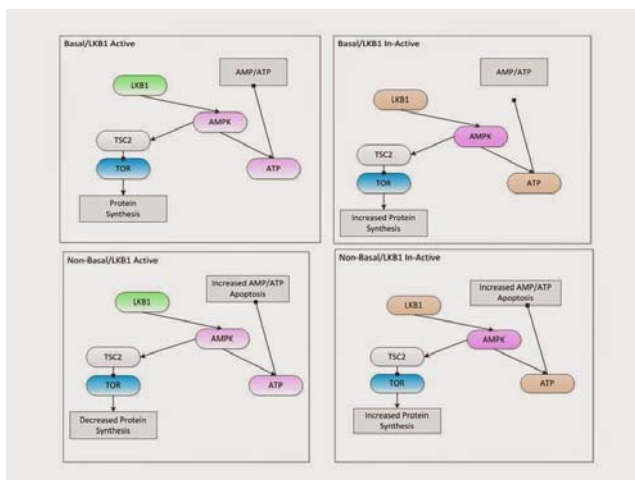 Basal/LKB1 Active
LKB1
AMP/ATP
AMPK
TSC2
TOR
ATP
Protein
Synthesis
Basal/LKB1 In-Active
AMP/ATP
LKB1
AMPK
TSC2
TOR
ATP
Increased Protein
Synthesis
Non-Basal/LKB1 Active
Increased AMP/ATP
Apoptosis
LKB1
AMPK
TSC2
TOR
ATP
Decreased Protein
Synthesis
Non-Basal/LKB1 In-Active
Increased AMP/ATP
Apoptosis
LKB1
AMPK
TSC2
TOR
ATP
Increased Protein
Synthesis